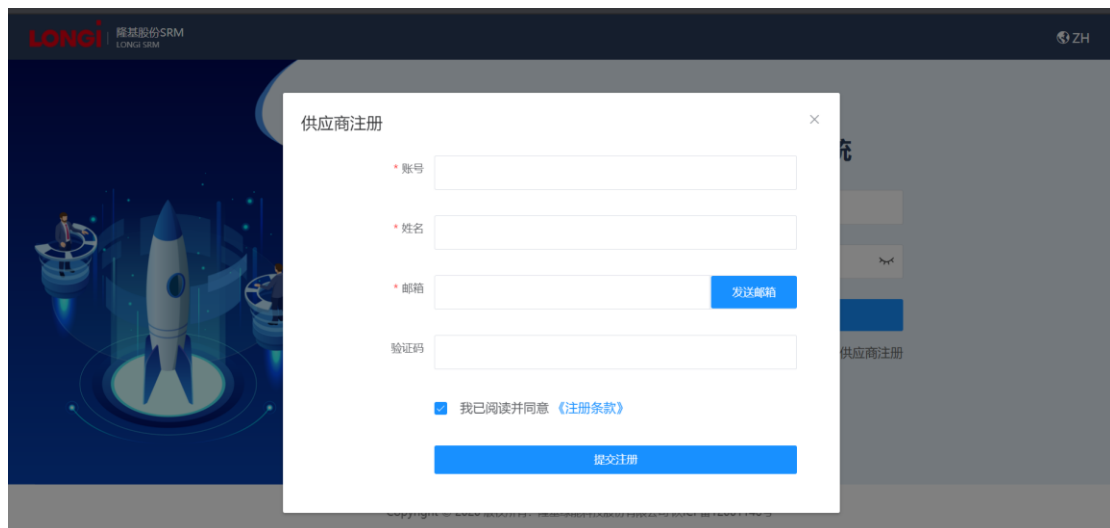 LONGi 隆基股份SRM
LONGI SRM
ZH
供应商注册
统
* 账号
* 姓名
* 邮箱 发送邮箱
验证码
供应商注册
我已阅读并同意 《注册条款》
提交注册